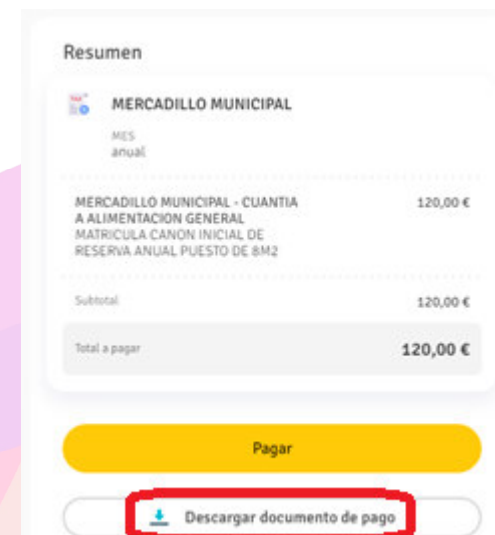 Resumen
MERCADILLO MUNICIPAL
MES
anual
MERCADILLO MUNICIPAL - CUANTIA 120,00 €
A ALIMENTACION GENERAL
MATRICULA CANON INICIAL DE
RESERVA ANUAL PUESTO DE 8M2
Subtotal 120,00 €
Total a pagar 120,00 €
Pagar
Descargar documento de pago